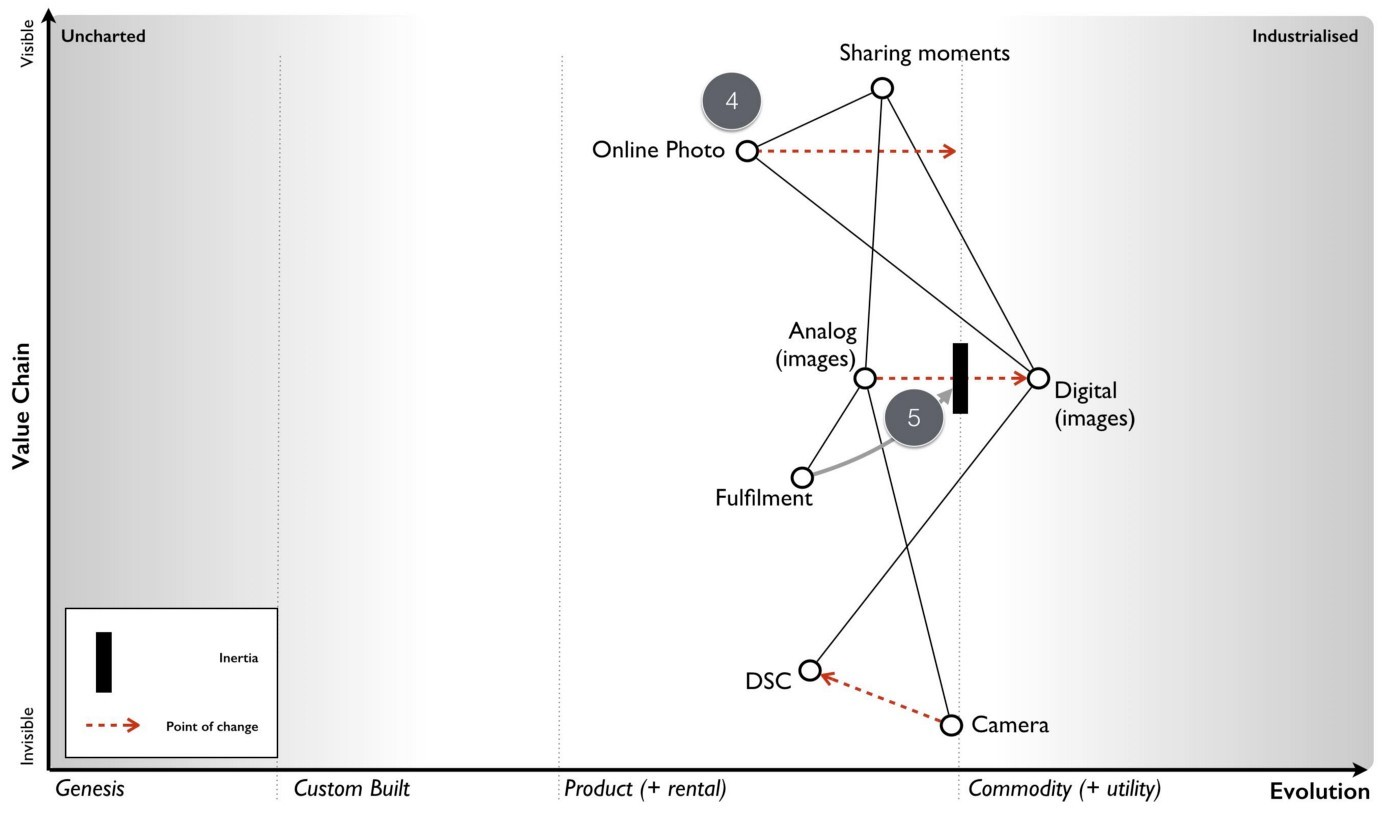 Visible
Uncharted
Industrialised
Sharing moments
4
Online Photo
Analog
(images)
Digital
(images)
5
Value Chain
Fulfilment
Inertia
DSC
Camera
Point of change
Invisible
Genesis
Custom Built
Product (+ rental)
Commodity (+ utility)
Evolution